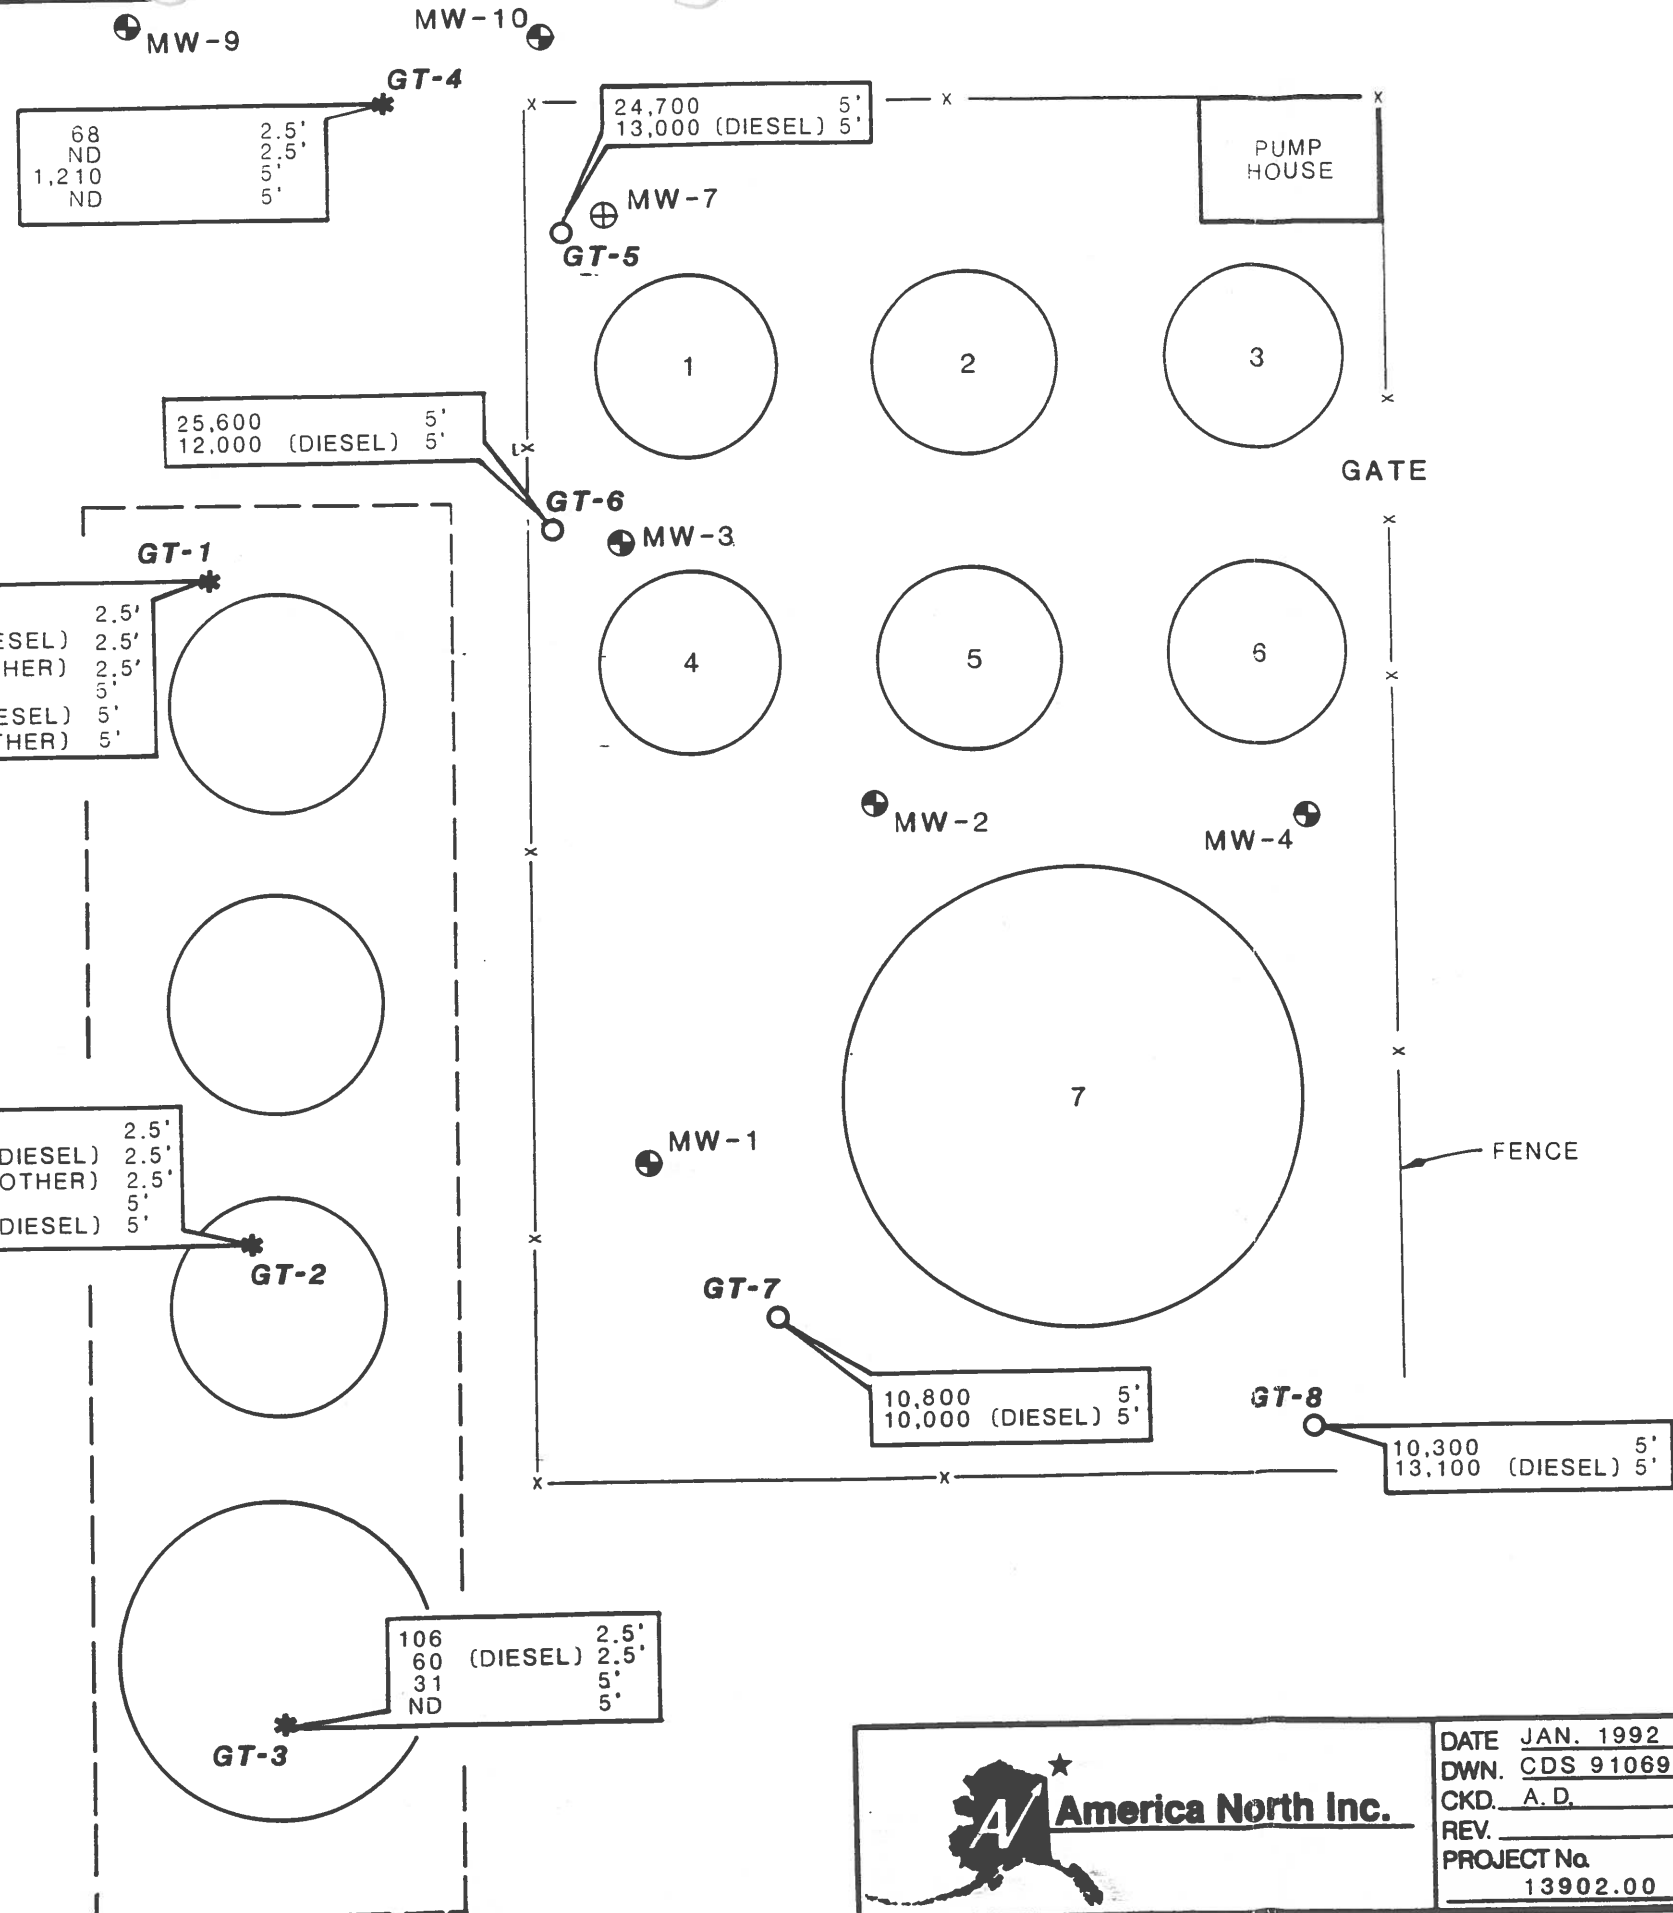 MW-9
MW-10
GT-4
68 2.5'
ND 2.5'
1,210 5'
ND 5'
24,700 5'
13,000 (DIESEL) 5'
PUMP
HOUSE
MW-7
GT-5
1
2
3
25,600 5'
12,000 (DIESEL) 5'
GATE
GT-6
MW-3
GT-1
2.5'
ESEL) 2.5'
HER) 2.5'
5'
ESEL) 5'
THER) 5'
4
5
6
MW-2
MW-4
7
MW-1
FENCE
2.5'
DIESEL) 2.5'
OTHER) 2.5'
5'
DIESEL) 5'
GT-2
GT-7
10,800 5'
10,000 (DIESEL) 5'
GT-8
10,300 5'
13,100 (DIESEL) 5'
106 2.5'
60 (DIESEL) 2.5'
31 5'
ND 5'
GT-3
America North Inc.
DATE JAN. 1992
DWN. CDS 91069
CKD. A.D.
REV.
PROJECT No.
13902.00